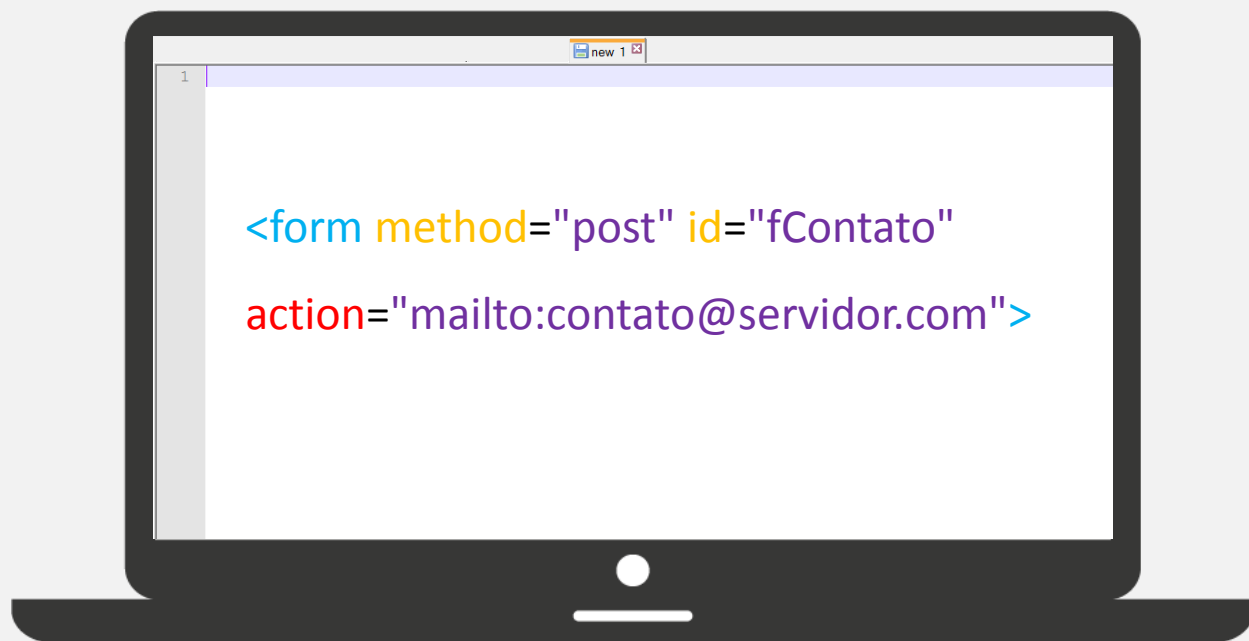 new 1
1
<form method="post" id="fContato"
action="mailto:contato@servidor.com">